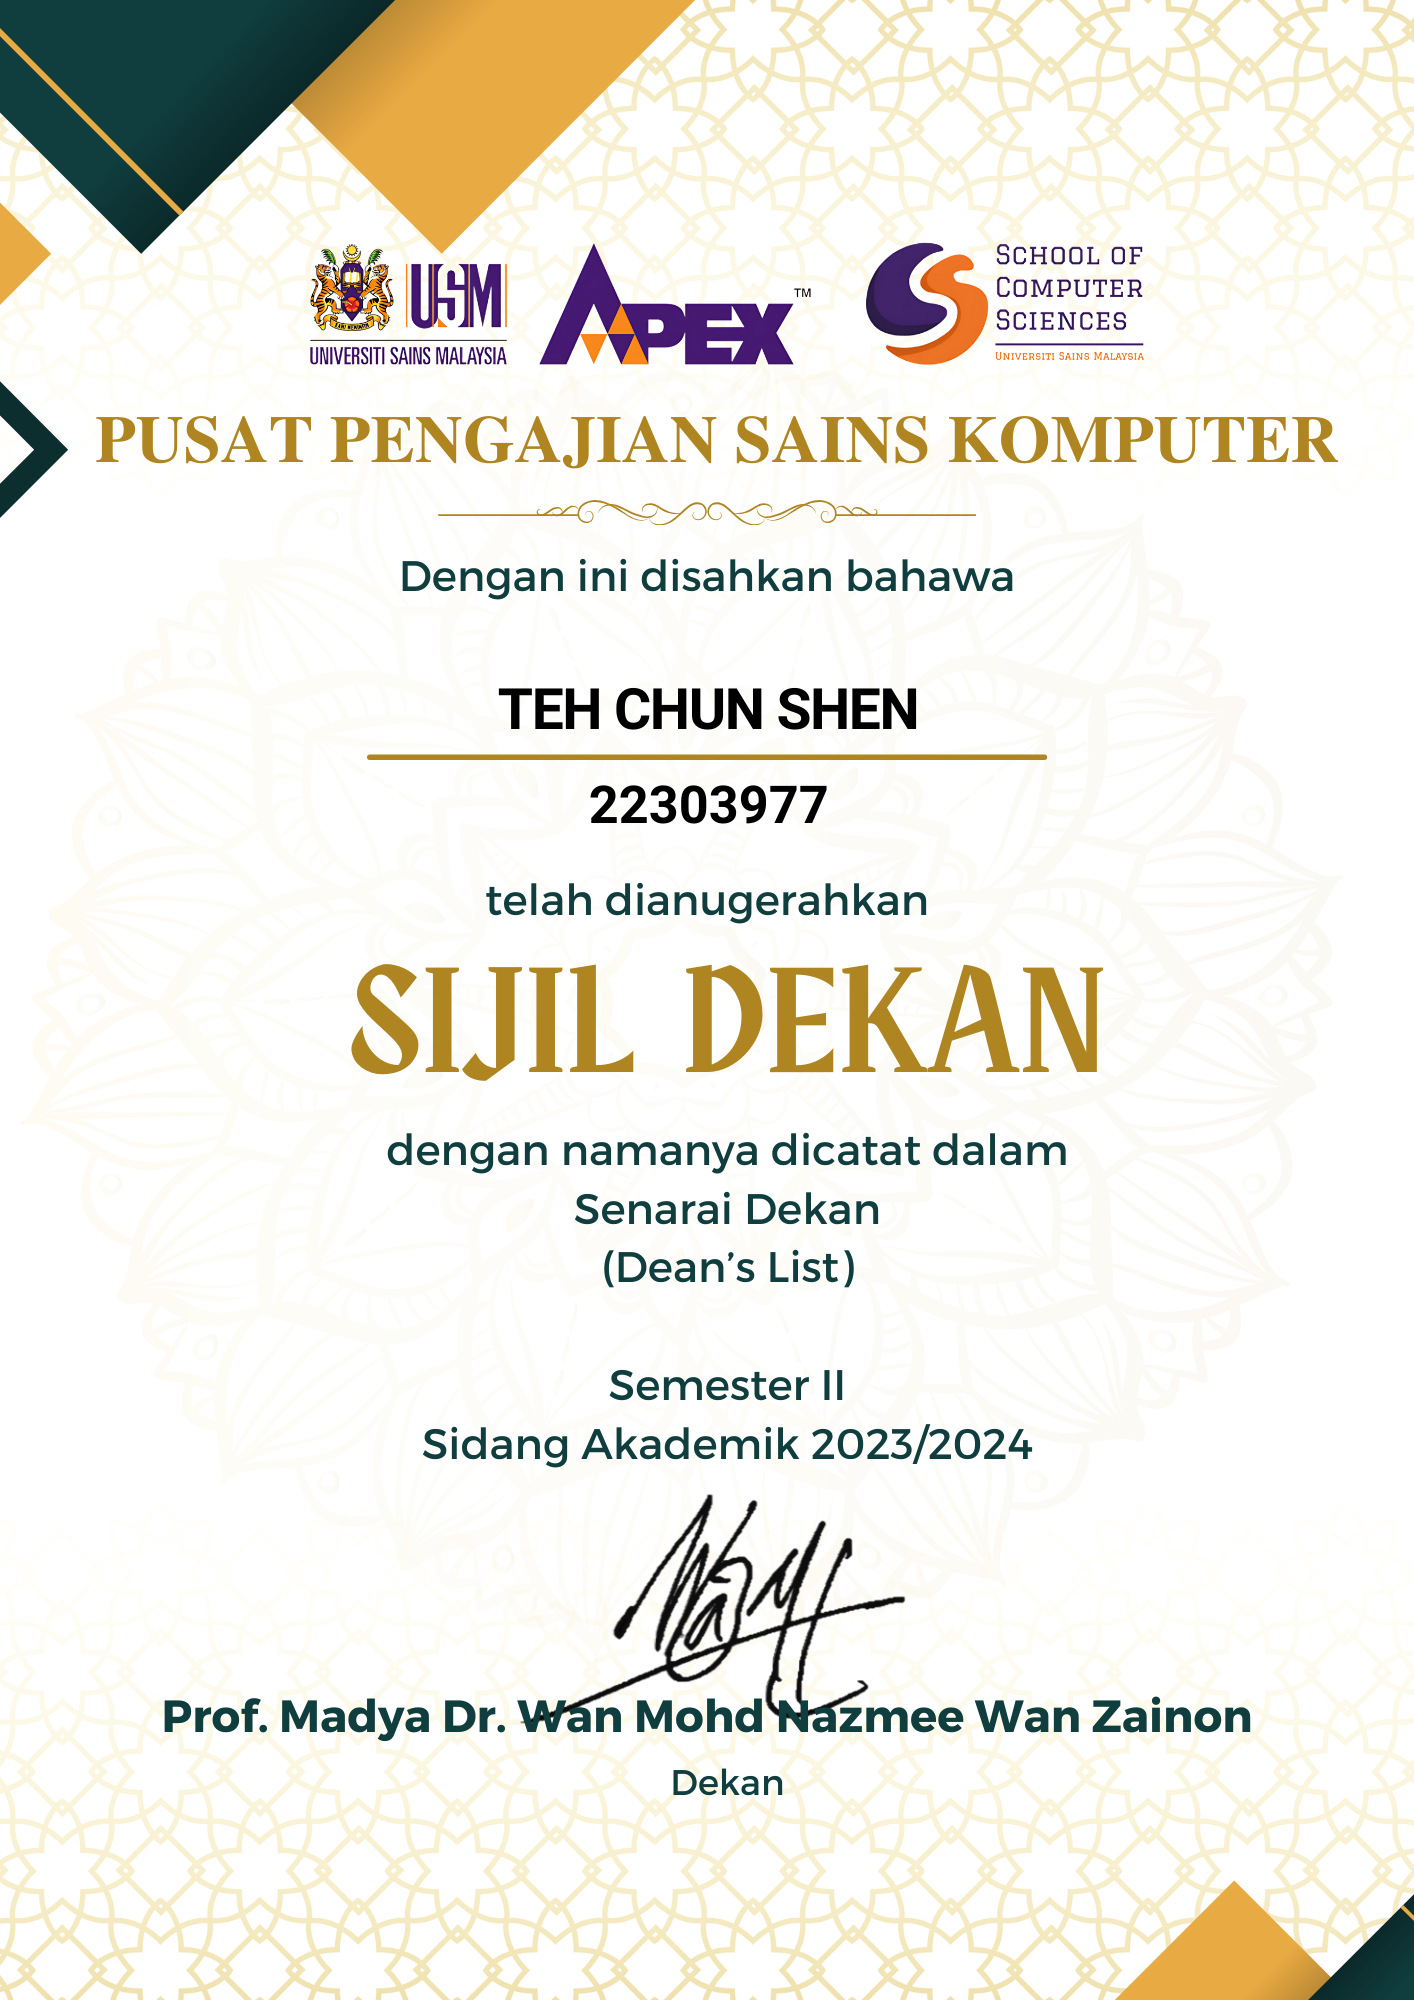 USM
UNIVERSITI SAINS MALAYSIA
APEX™
SCHOOL OF
COMPUTER
SCIENCES
UNIVERSITI SAINS MALAYSIA
PUSAT PENGAJIAN SAINS KOMPUTER
Dengan ini disahkan bahawa
TEH CHUN SHEN
22303977
telah dianugerahkan
SIJIL DEKAN
dengan namanya dicatat dalam
Senarai Dekan
(Dean’s List)
Semester II
Sidang Akademik 2023/2024
Prof. Madya Dr. Wan Mohd Nazmee Wan Zainon
Dekan